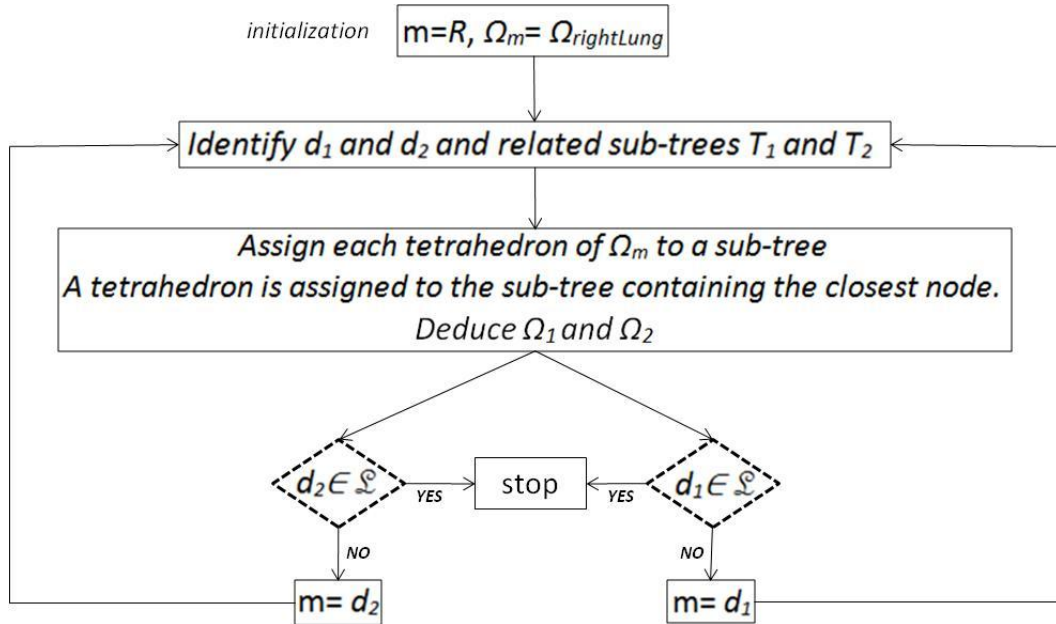 initialization
m=R, Ωₘ= Ω_rightLung
Identify d₁ and d₂ and related sub-trees T₁ and T₂
Assign each tetrahedron of Ωₘ to a sub-tree
A tetrahedron is assigned to the sub-tree containing the closest node.
Deduce Ω₁ and Ω₂
d₂∈ 𝔏
YES
stop
YES
d₁∈ 𝔏
NO
NO
m= d₂
m= d₁